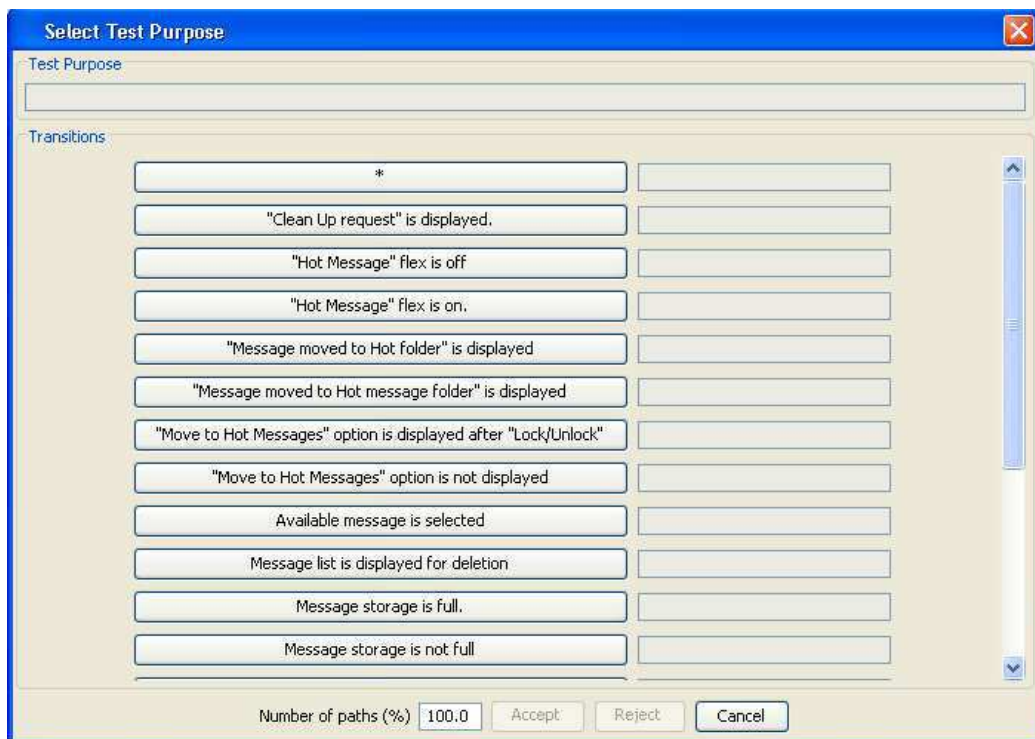 Select Test Purpose
Test Purpose
Transitions
*
"Clean Up request" is displayed.
"Hot Message" flex is off
"Hot Message" flex is on.
"Message moved to Hot folder" is displayed
"Message moved to Hot message folder" is displayed
"Move to Hot Messages" option is displayed after "Lock/Unlock"
"Move to Hot Messages" option is not displayed
Available message is selected
Message list is displayed for deletion
Message storage is full.
Message storage is not full
Number of paths (%) 100.0 Accept Reject Cancel